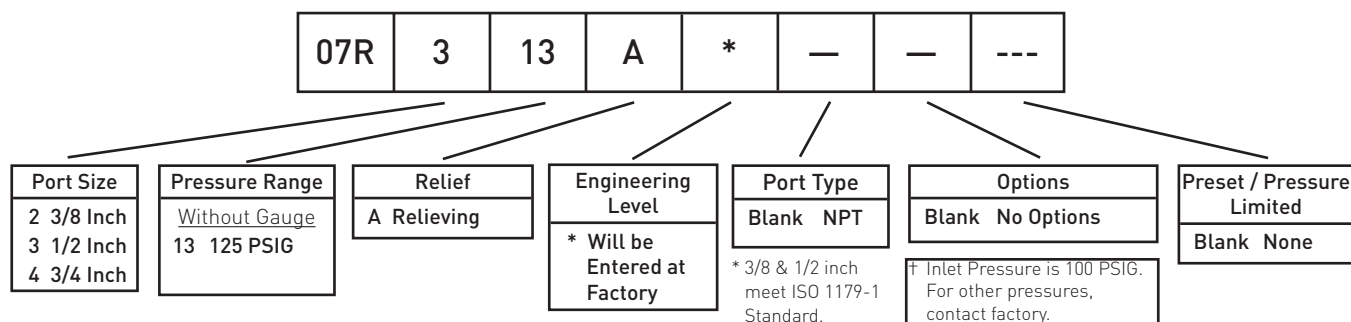 07R 3 13 A * — — ---
Port Size
2 3/8 Inch
3 1/2 Inch
4 3/4 Inch
Pressure Range
Without Gauge
13 125 PSIG
Relief
A Relieving
Engineering
Level
* Will be
Entered at
Factory
Port Type
Blank NPT
* 3/8 & 1/2 inch
meet ISO 1179-1
Standard.
Options
Blank No Options
† Inlet Pressure is 100 PSIG.
For other pressures,
contact factory.
Preset / Pressure
Limited
Blank None